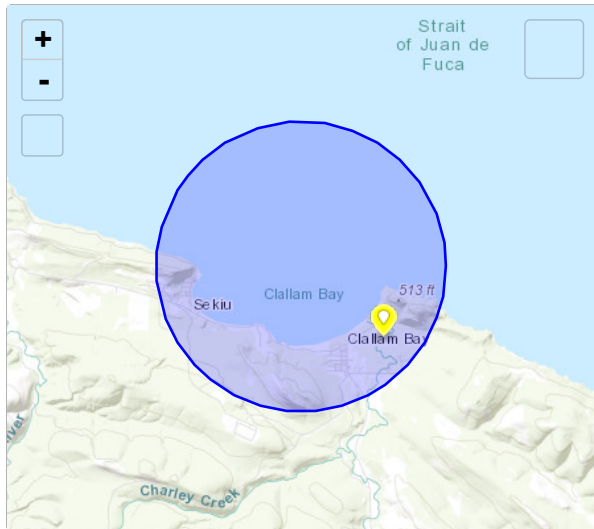 +
Strait
of Juan de
Fuca
-
513 ft
Clallam Bay
Sekiu
Clallam Bay
Charley Creek